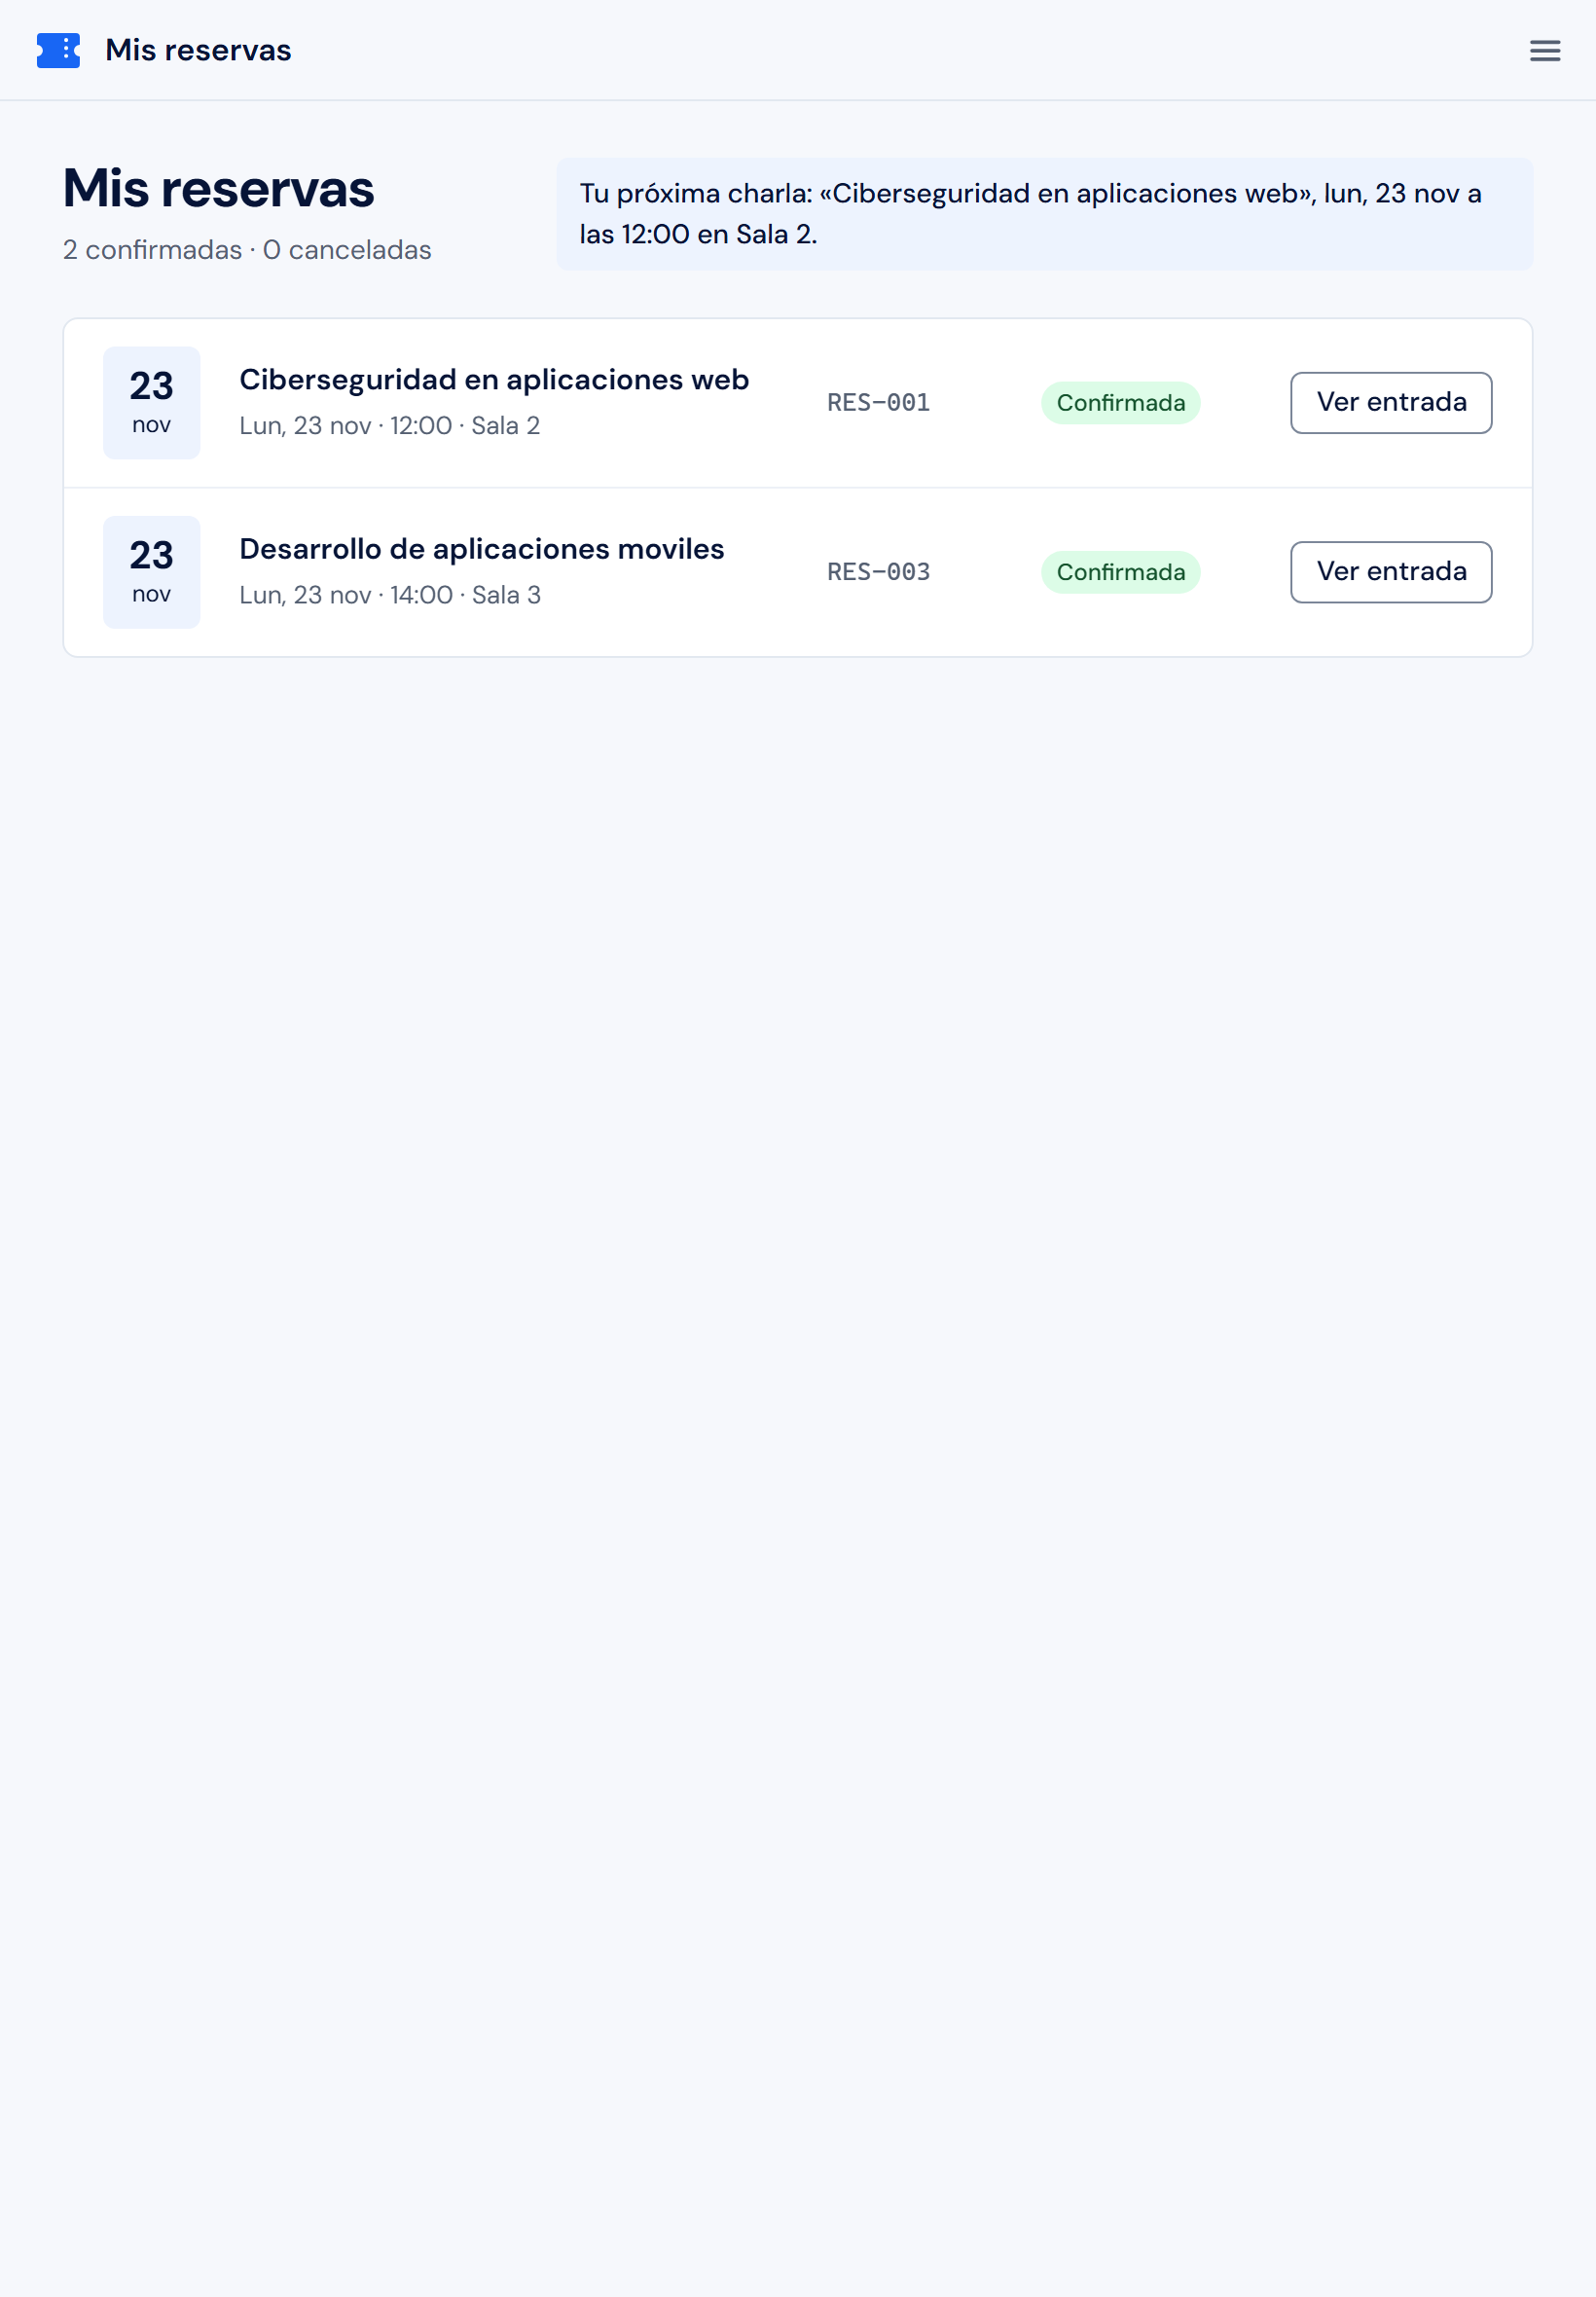 Mis reservas
Mis reservas
2 confirmadas · 0 canceladas
Tu próxima charla: «Ciberseguridad en aplicaciones web», lun, 23 nov a
las 12:00 en Sala 2.
23
nov
Ciberseguridad en aplicaciones web
Lun, 23 nov · 12:00 · Sala 2
RES-001
Confirmada
Ver entrada
23
nov
Desarrollo de aplicaciones moviles
Lun, 23 nov · 14:00 · Sala 3
RES-003
Confirmada
Ver entrada